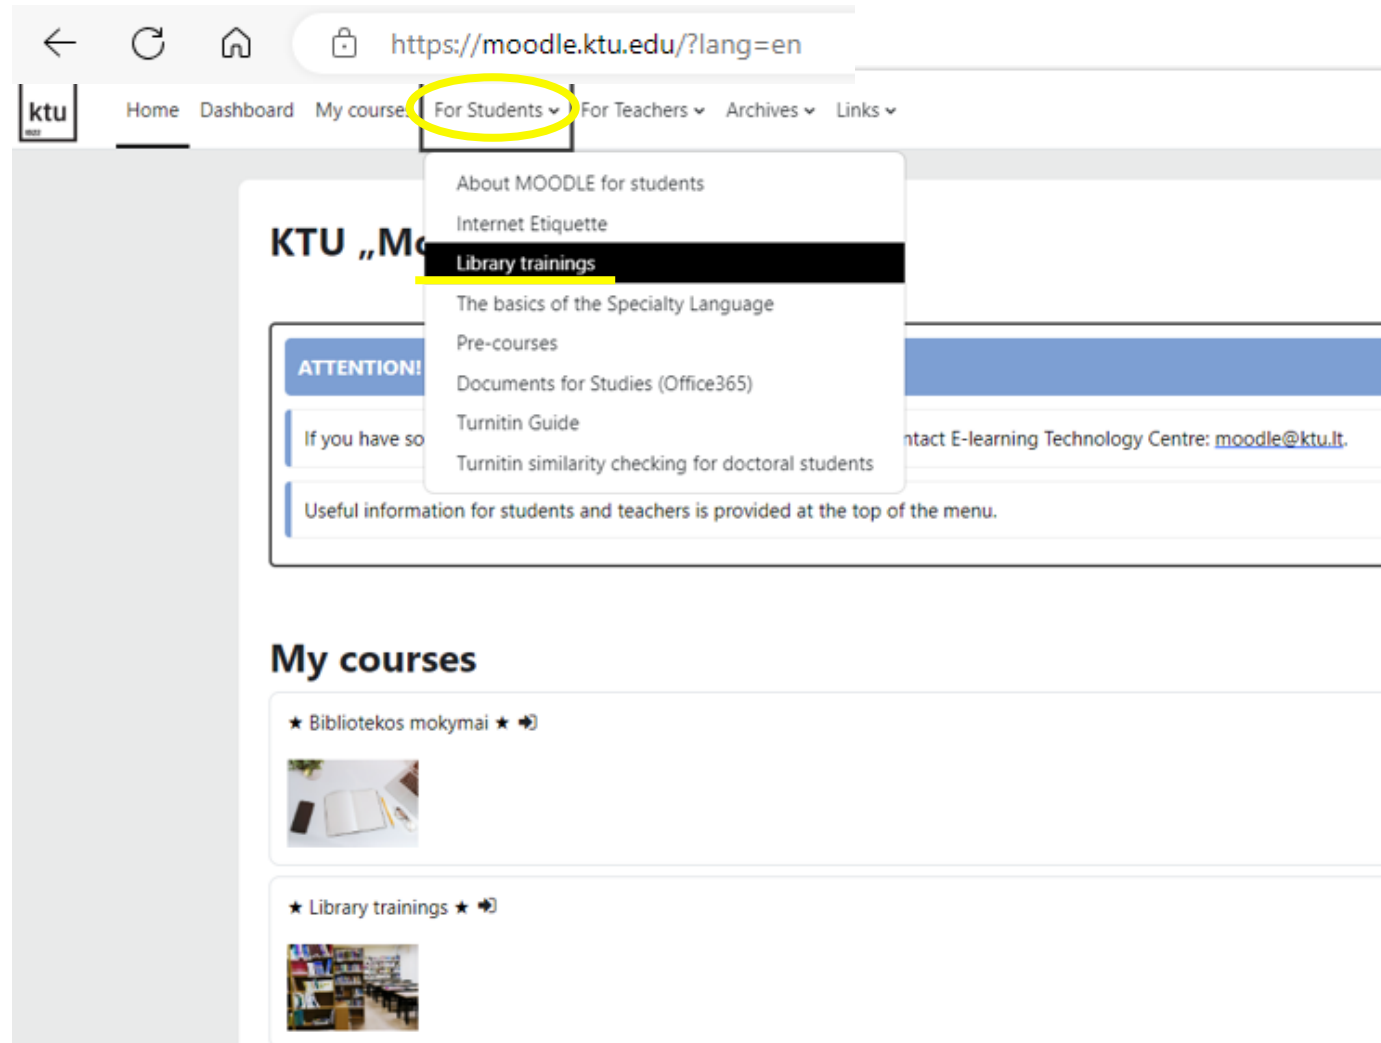 https://moodle.ktu.edu/?lang=en
ktu
1922
Home Dashboard My courses For Students For Teachers Archives Links
About MOODLE for students
Internet Etiquette
KTU „Mo
Library trainings
The basics of the Specialty Language
Pre-courses
ATTENTION!
Documents for Studies (Office365)
Turnitin Guide
If you have so ntact E-learning Technology Centre: moodle@ktu.lt.
Turnitin similarity checking for doctoral students
Useful information for students and teachers is provided at the top of the menu.
My courses
★ Bibliotekos mokymai ★
★ Library trainings ★